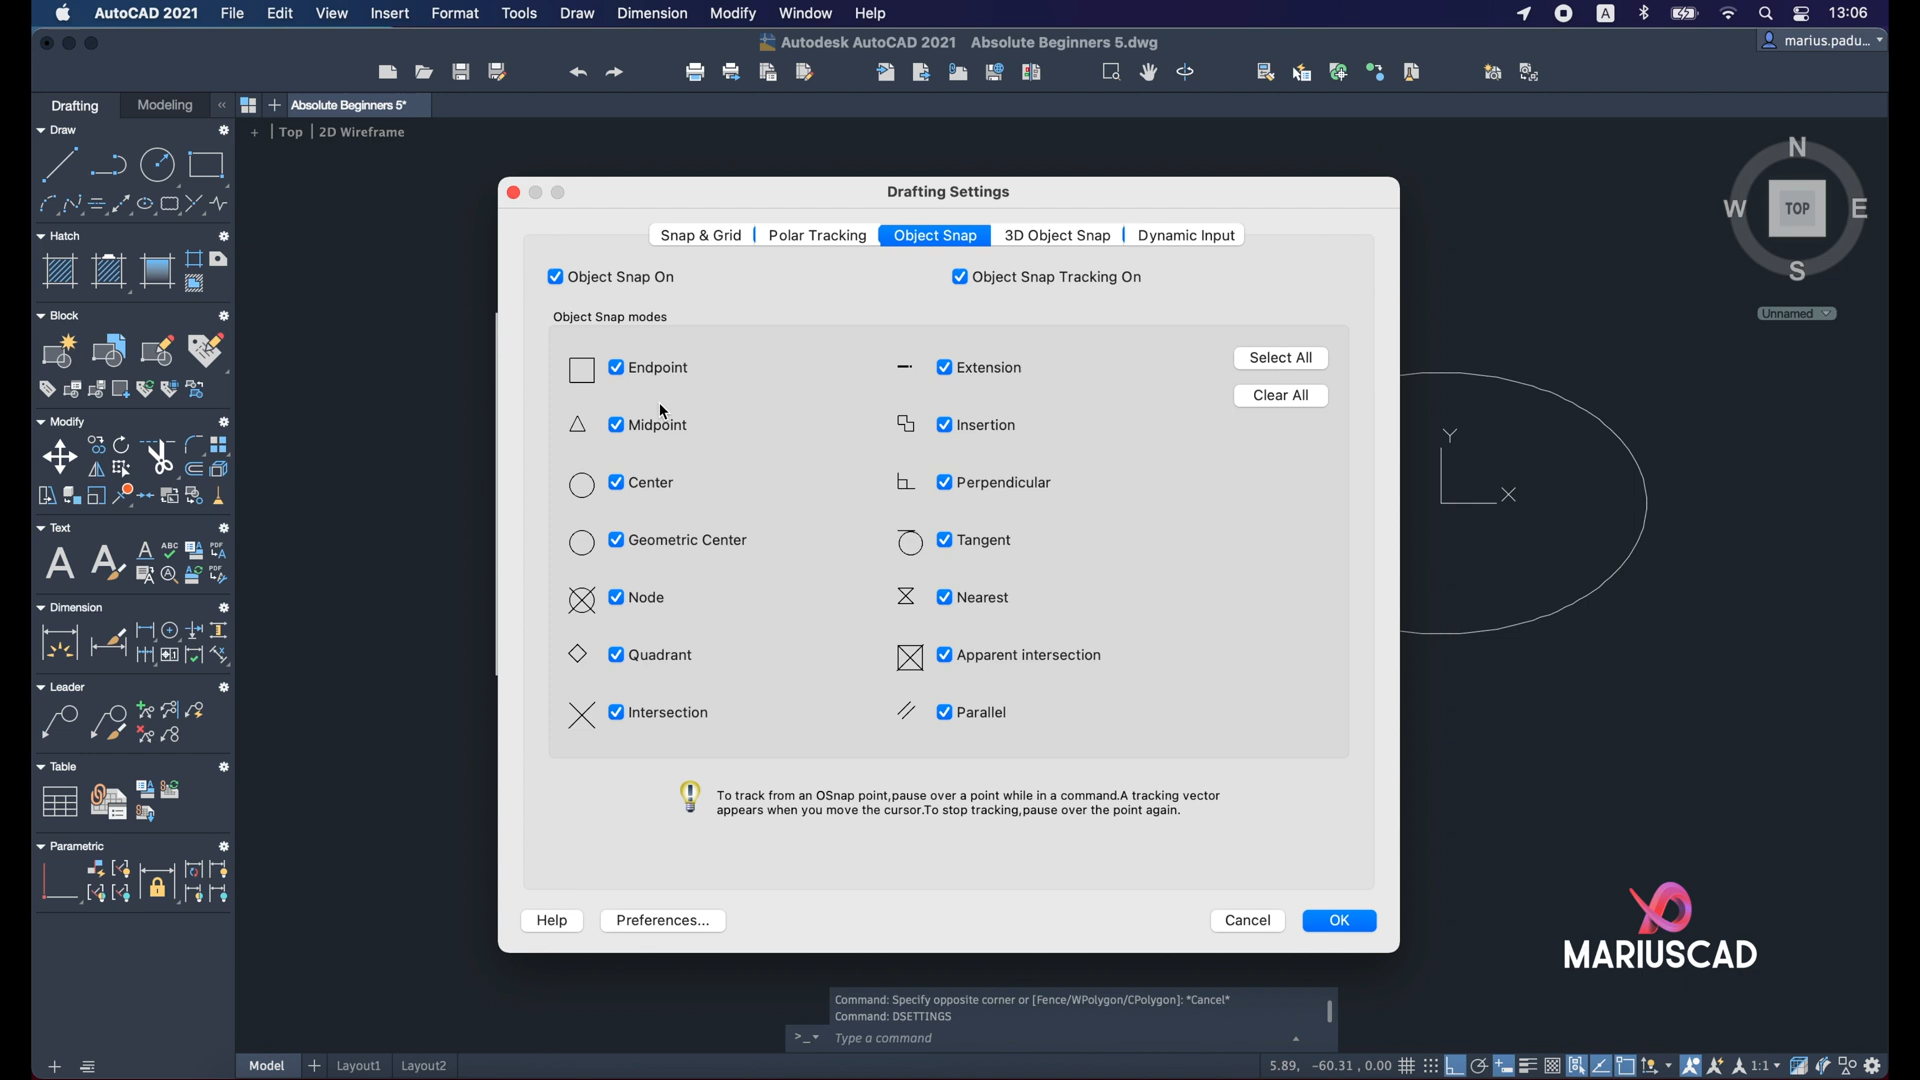 AutoCAD 2021 File Edit View Insert Format Tools Draw Dimension Modify Window Help A 13:06
Autodesk AutoCAD 2021 Absolute Beginners 5.dwg
marius.padu...
Drafting Modeling Absolute Beginners 5*
Draw
+ Top 2D Wireframe
N
W TOP E
S
Unnamed
Hatch
Block
Modify
Text
Dimension
Leader
Table
Parametric
Drafting Settings
Snap & Grid Polar Tracking Object Snap 3D Object Snap Dynamic Input
Object Snap On Object Snap Tracking On
Object Snap modes
Endpoint Extension Select All
Clear All
Midpoint Insertion
Center Perpendicular
Geometric Center Tangent
Node Nearest
Quadrant Apparent intersection
Intersection Parallel
To track from an OSnap point,pause over a point while in a command.A tracking vector
appears when you move the cursor.To stop tracking,pause over the point again.
Help Preferences... Cancel OK
Y
X
MARIUSCAD
Command: Specify opposite corner or [Fence/WPolygon/CPolygon]: *Cancel*
Command: DSETTINGS
>_ Type a command
Model Layout1 Layout2 5.89, -60.31 , 0.00 1:1